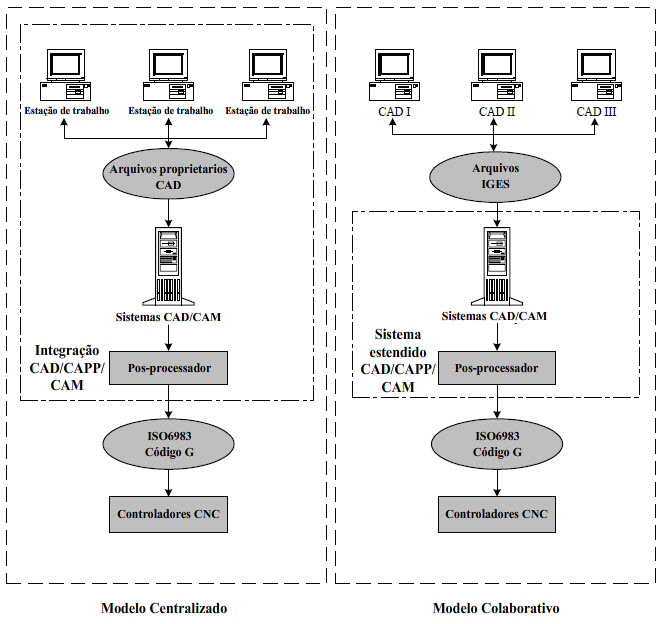 Estação de trabalho
Estação de trabalho
Estação de trabalho
Arquivos proprietarios
CAD
Sistemas CAD/CAM
Integração
CAD/CAPP/
CAM
Pos-processador
ISO6983
Código G
Controladores CNC
Modelo Centralizado
CAD I
CAD II
CAD III
Arquivos
IGES
Sistemas CAD/CAM
Sistema
estendido
CAD/CAPP/
CAM
Pos-processador
ISO6983
Código G
Controladores CNC
Modelo Colaborativo